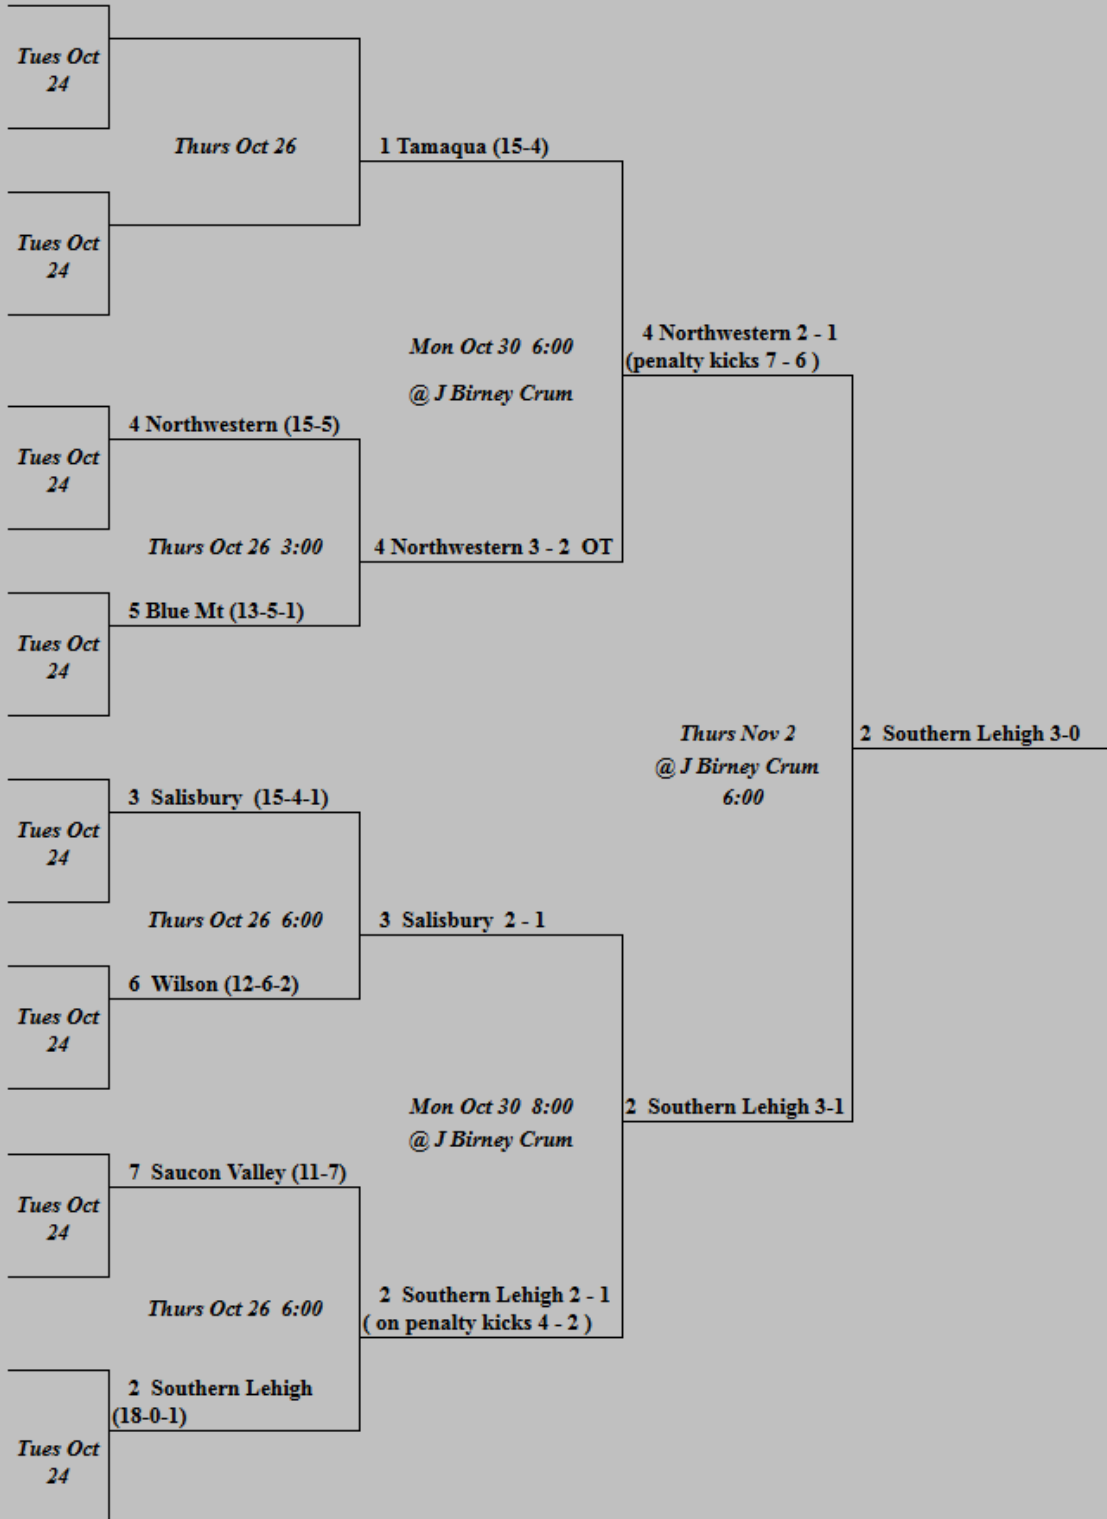 Tues Oct
24
Thurs Oct 26
1 Tamaqua (15-4)
Tues Oct
24
Mon Oct 30  6:00
@ J Birney Crum
4 Northwestern 2 - 1
(penalty kicks 7 - 6 )
4 Northwestern (15-5)
Tues Oct
24
Thurs Oct 26  3:00
4 Northwestern 3 - 2  OT
5 Blue Mt (13-5-1)
Tues Oct
24
Thurs Nov 2
@ J Birney Crum
6:00
2  Southern Lehigh 3-0
3  Salisbury  (15-4-1)
Tues Oct
24
Thurs Oct 26  6:00
3  Salisbury  2 - 1
6  Wilson (12-6-2)
Tues Oct
24
Mon Oct 30  8:00
@ J Birney Crum
2  Southern Lehigh 3-1
7  Saucon Valley (11-7)
Tues Oct
24
Thurs Oct 26  6:00
2  Southern Lehigh 2 - 1
( on penalty kicks 4 - 2 )
2  Southern Lehigh
(18-0-1)
Tues Oct
24